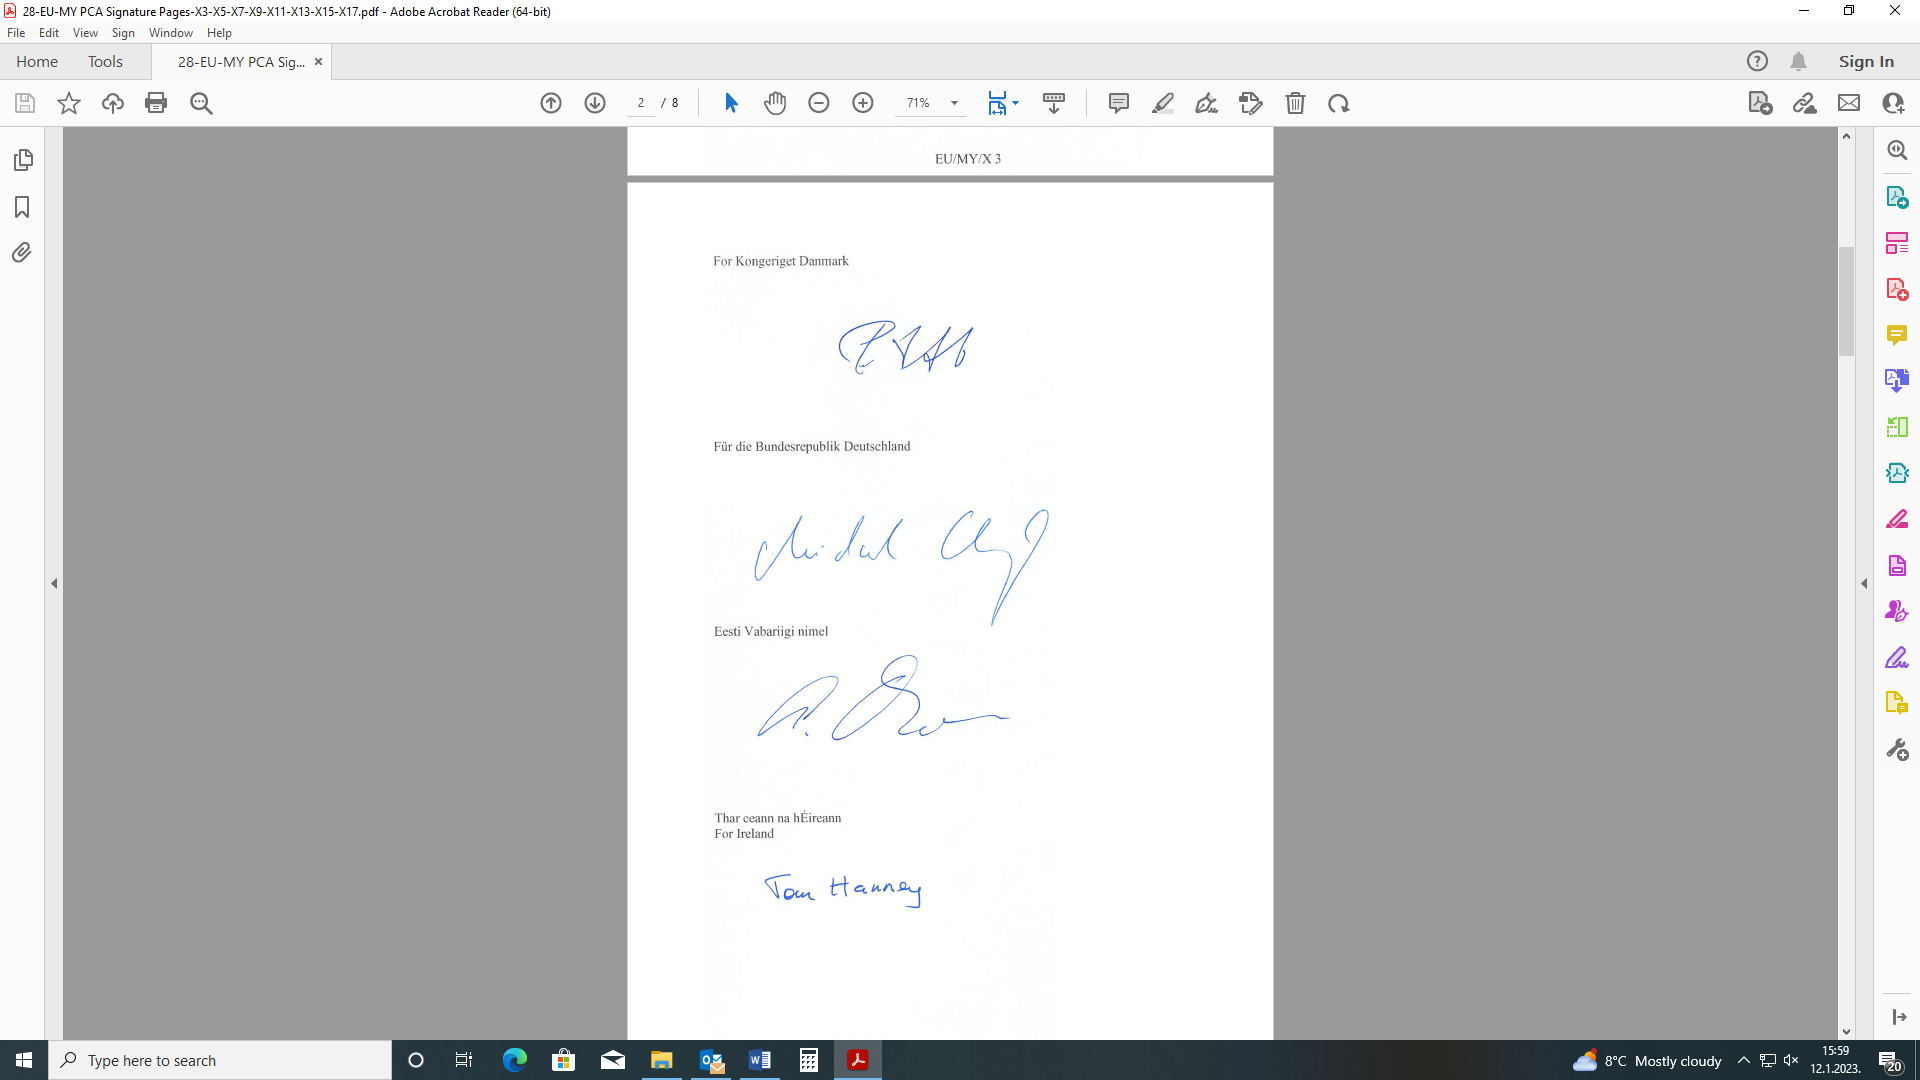 28-EU-MY PCA Signature Pages-X3-X5-X7-X9-X11-X13-X15-X17.pdf - Adobe Acrobat Reader (64-bit)
File Edit View Sign Window Help
Home Tools 28-EU-MY PCA Sig... Sign In
2 / 8 71%
EU/MY/X 3
For Kongeriget Danmark
Für die Bundesrepublik Deutschland
Eesti Vabariigi nimel
Thar ceann na hÉireann
For Ireland
Tom Hanney
Type here to search
8°C Mostly cloudy
15:59
12.1.2023.
20